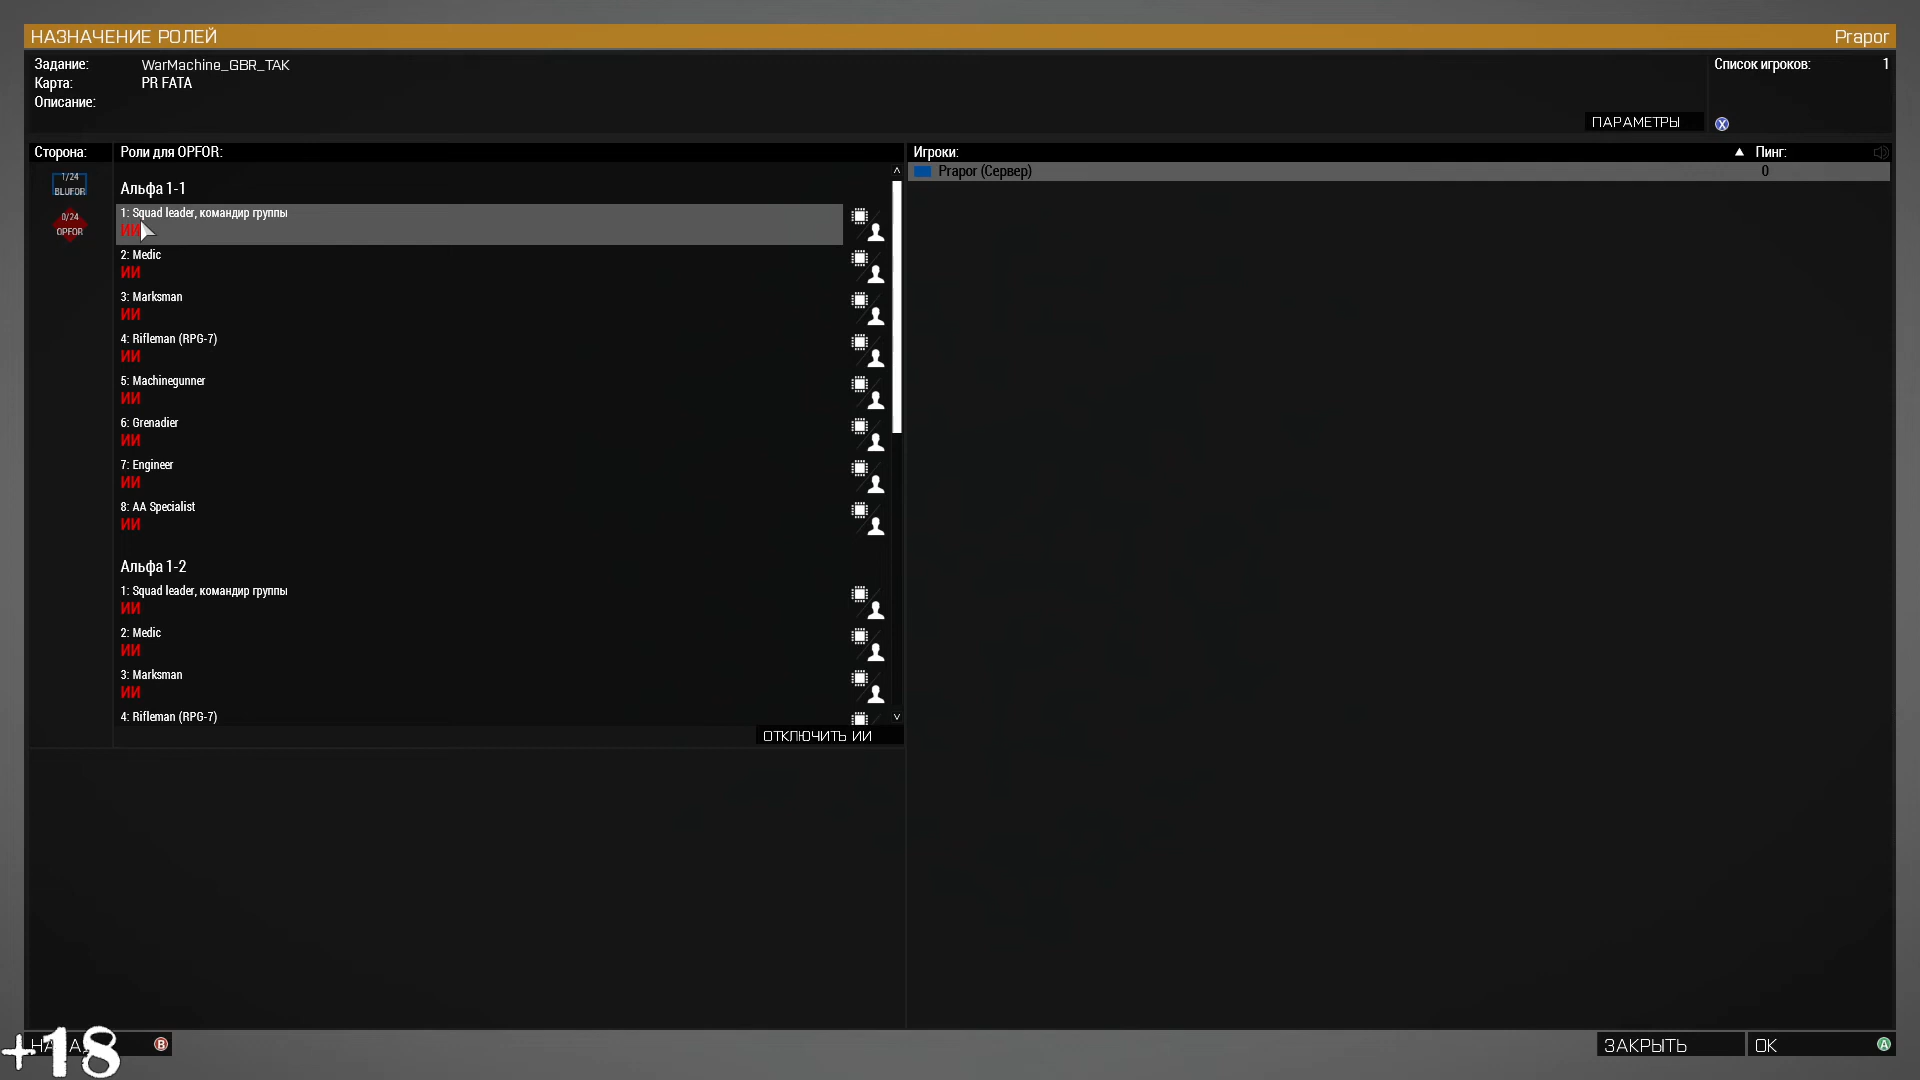 НАЗНАЧЕНИЕ РОЛЕЙ Prapor
Задание: WarMachine_GBR_TAK
Карта: PR FATA
Описание:
Список игроков: 1
ПАРАМЕТРЫ X
Сторона: Роли для OPFOR:
Игроки: Пинг:
1/24
BLUFOR
0/24
OPFOR
Prapor (Сервер) 0
Альфа 1-1
1: Squad leader, командир группы
ИИ
2: Medic
ИИ
3: Marksman
ИИ
4: Rifleman (RPG-7)
ИИ
5: Machinegunner
ИИ
6: Grenadier
ИИ
7: Engineer
ИИ
8: AA Specialist
ИИ
Альфа 1-2
1: Squad leader, командир группы
ИИ
2: Medic
ИИ
3: Marksman
ИИ
4: Rifleman (RPG-7)
ОТКЛЮЧИТЬ ИИ
+18
B
ЗАКРЫТЬ
OK A